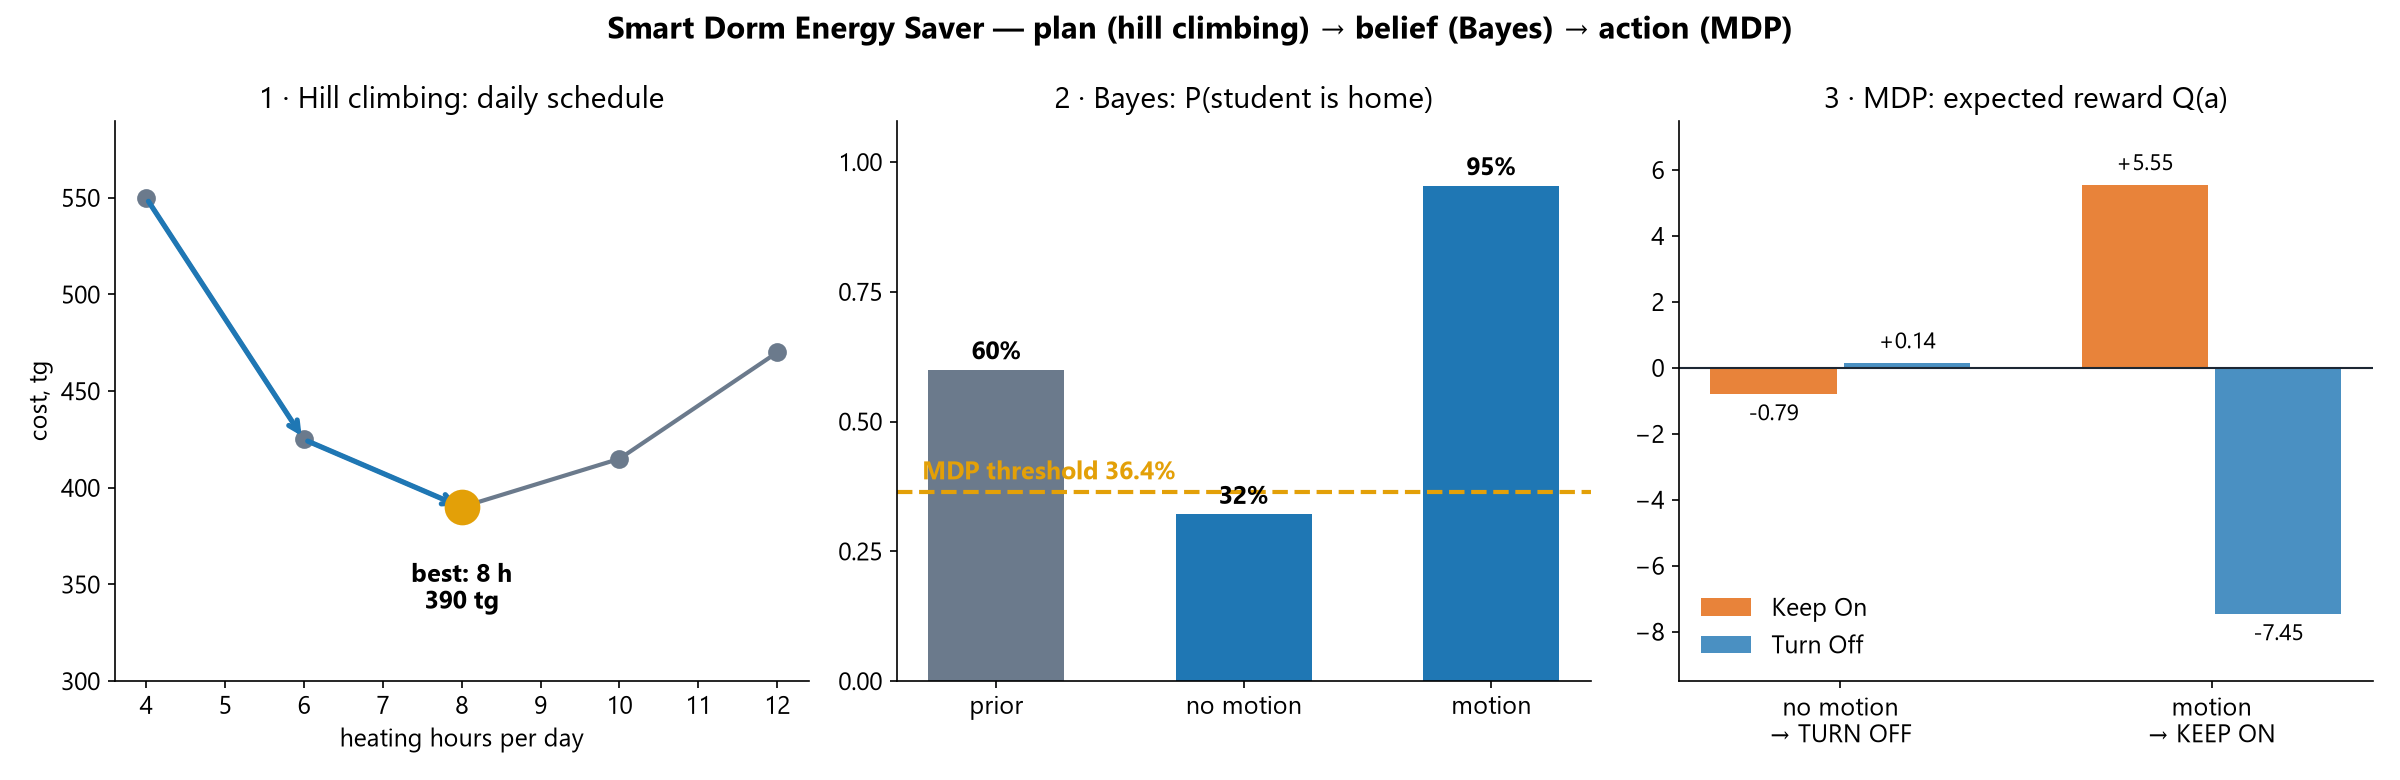 Smart Dorm Energy Saver — plan (hill climbing) → belief (Bayes) → action (MDP)
1 · Hill climbing: daily schedule
cost, tg
550
500
450
400
350
300
best: 8 h
390 tg
4 5 6 7 8 9 10 11 12
heating hours per day
2 · Bayes: P(student is home)
1.00
0.75
0.50
0.25
0.00
60%
32%
95%
MDP threshold 36.4%
prior no motion motion
3 · MDP: expected reward Q(a)
6
4
2
0
−2
−4
−6
−8
-0.79
+0.14
+5.55
-7.45
Keep On
Turn Off
no motion
→ TURN OFF
motion
→ KEEP ON